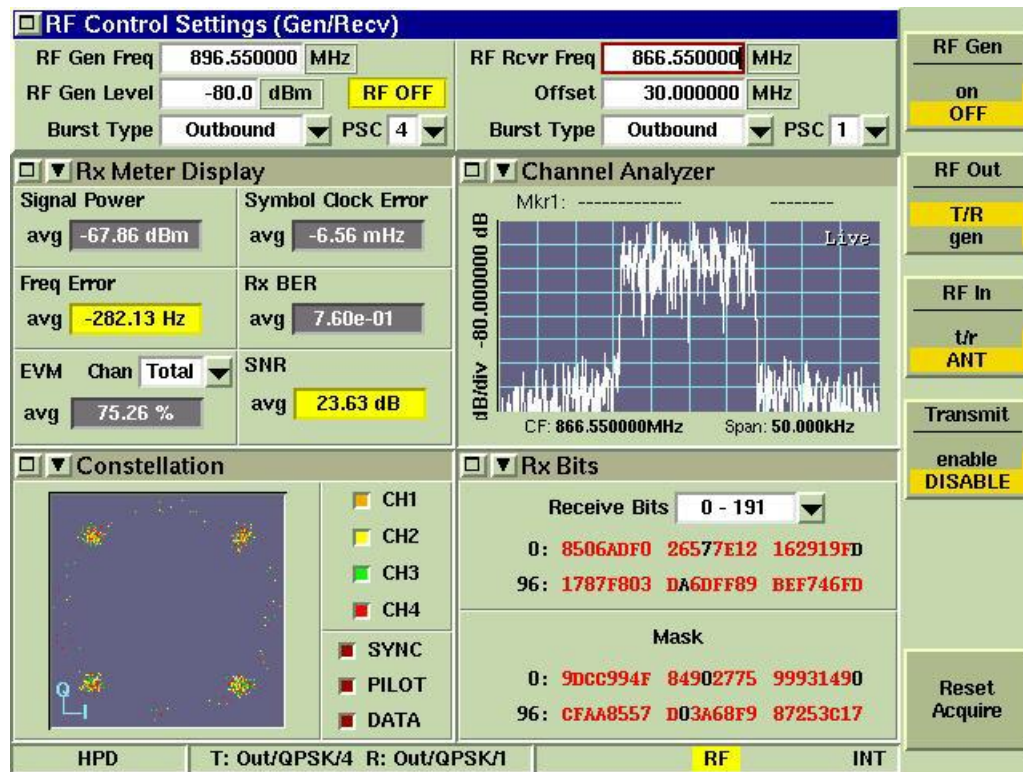 RF Control Settings (Gen/Recv)
RF Gen Freq 896.550000 MHz
RF Gen Level -80.0 dBm RF OFF
Burst Type Outbound PSC 4
RF Rcvr Freq 866.550000 MHz
Offset 30.000000 MHz
Burst Type Outbound PSC 1
Rx Meter Display
Signal Power
avg -67.86 dBm
Symbol Clock Error
avg -6.56 mHz
Freq Error
avg -282.13 Hz
Rx BER
avg 7.60e-01
EVM Chan Total
avg 75.26 %
SNR
avg 23.63 dB
Channel Analyzer
Mkr1: ------------- --------
dB/div -80.000000 dB
Live
CF: 866.550000MHz Span: 50.000kHz
Constellation
Q
I
CH1
CH2
CH3
CH4
SYNC
PILOT
DATA
Rx Bits
Receive Bits 0 - 191
0: 8506ADF0 26577E12 162919FD
96: 1787F803 DA6DFF89 BEF746FD
Mask
0: 9DCC994F 84902775 99931490
96: CFAA8557 D03A68F9 87253C17
HPD T: Out/QPSK/4 R: Out/QPSK/1 RF INT
RF Gen
on
OFF
RF Out
T/R
gen
RF In
t/r
ANT
Transmit
enable
DISABLE
Reset
Acquire